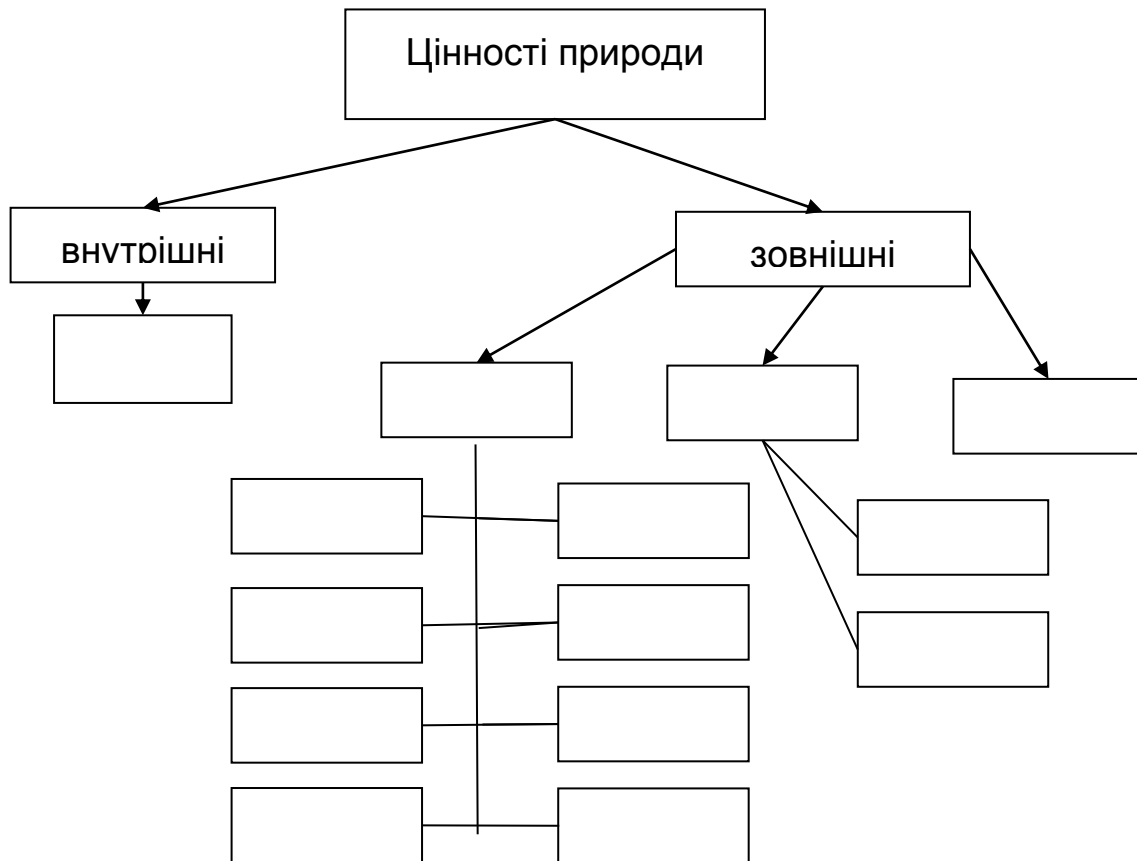 Цінності природи
внутрішні
зовнішні